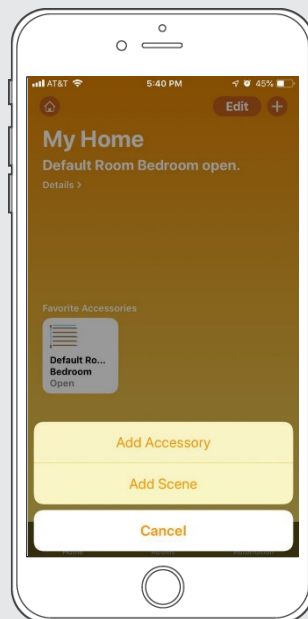 AT&T 5:40 PM 45%
Edit +
My Home
Default Room Bedroom open.
Details >
Favorite Accessories
Default Ro...
Bedroom
Open
Add Accessory
Add Scene
Cancel